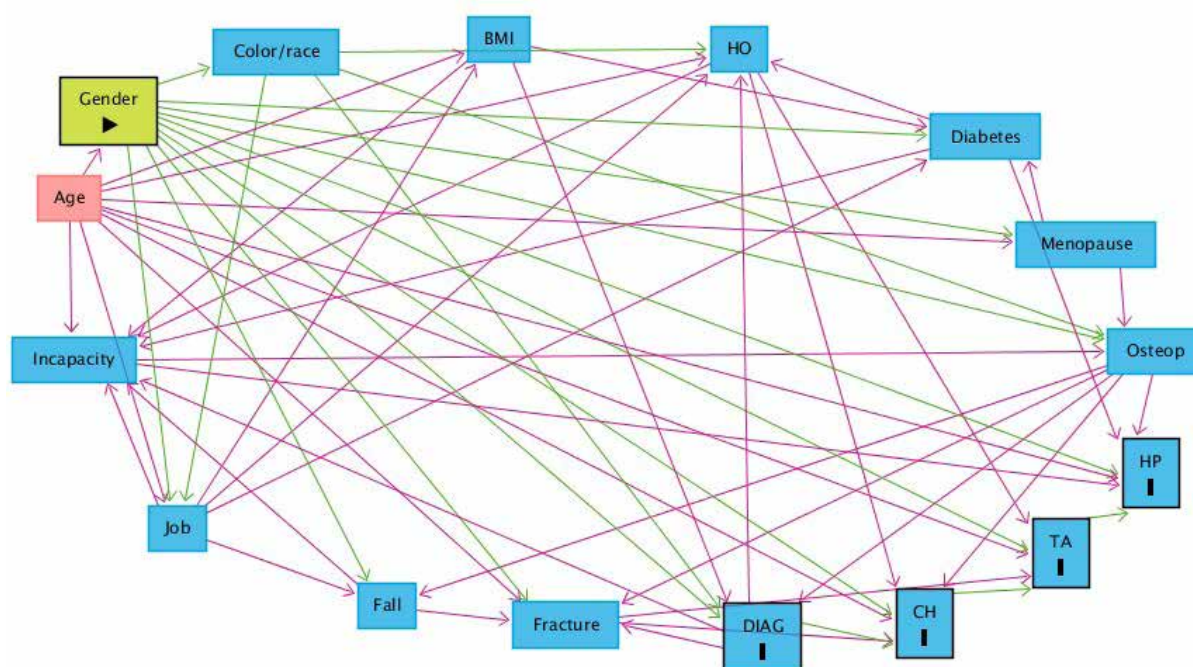 Color/race
BMI
HO
Gender
Diabetes
Age
Menopause
Incapacity
Osteop
HP
Job
TA
Fall
Fracture
DIAG
CH